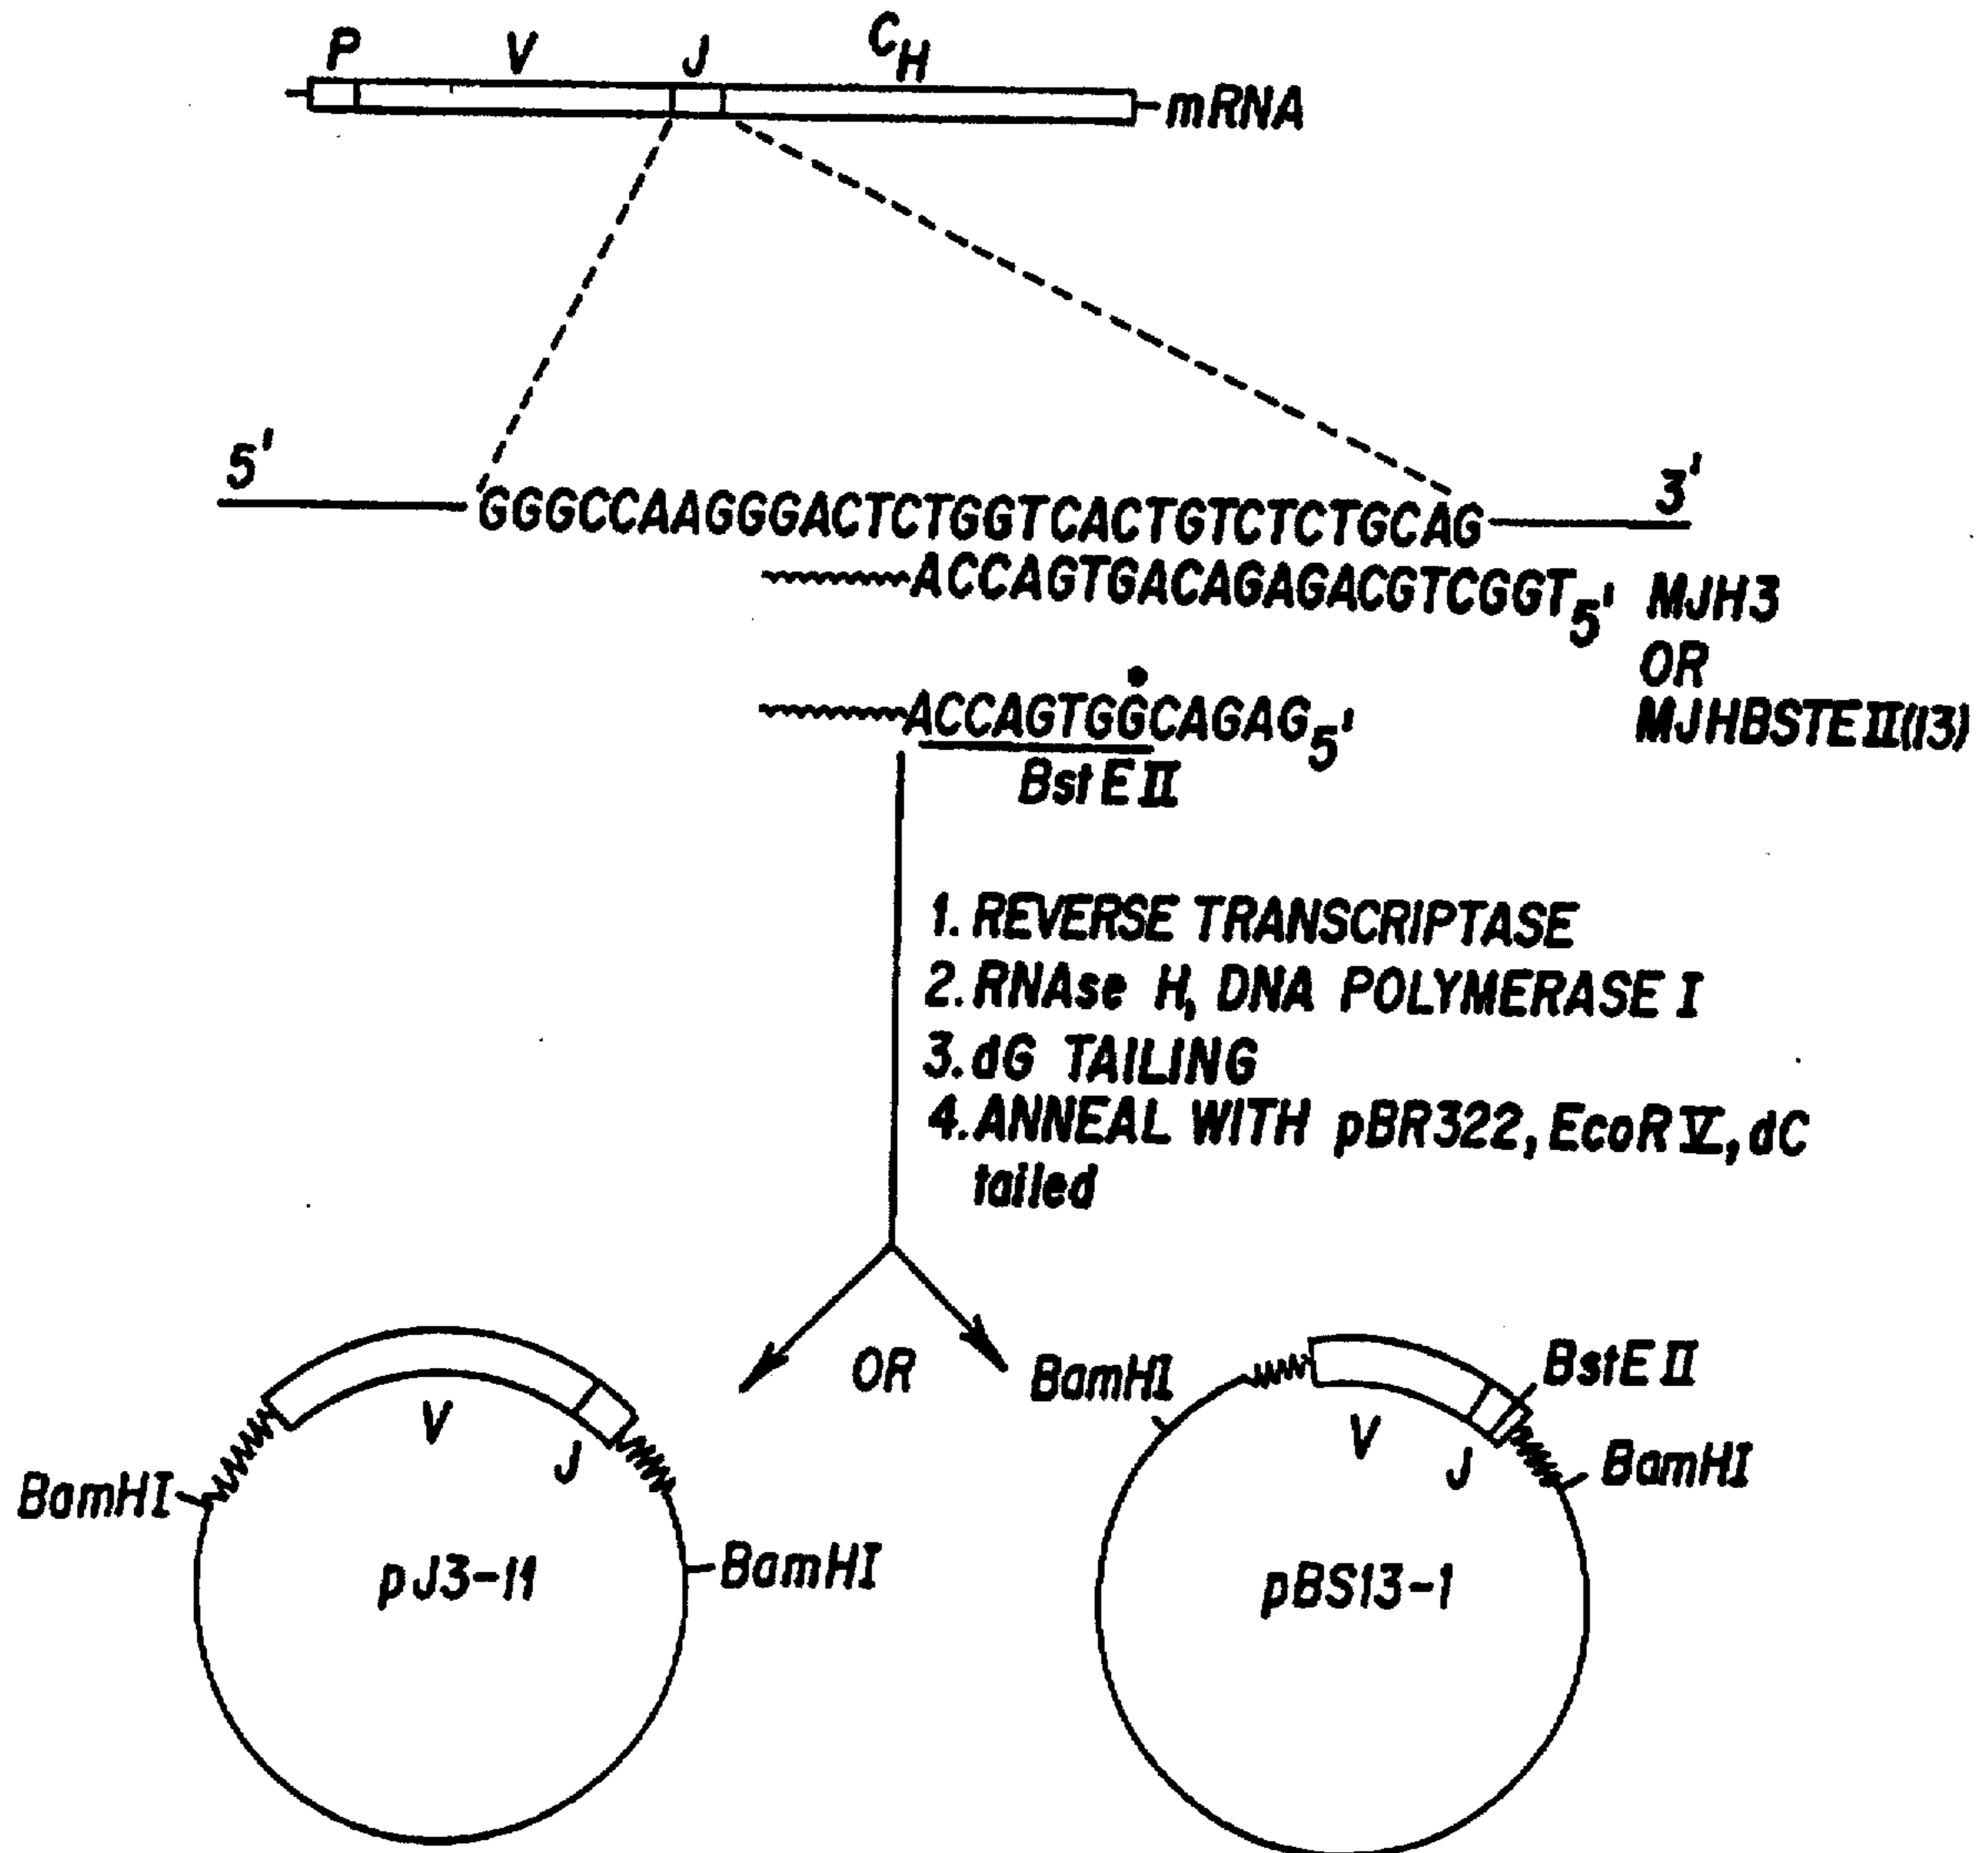 P V J CH
mRNA
5' 3'
GGGCCAAGGGACTCTGGTCACTGTCTCTGCAG
ACCAGTGACAGAGACGTCGGT5' MJH3
OR
ACCAGTGGCAGAG5' MJHBSTEII(13)
BstEII
1. REVERSE TRANSCRIPTASE
2. RNAse H, DNA POLYMERASE I
3. dG TAILING
4. ANNEAL WITH pBR322, EcoRV, dC
tailed
OR
BamHI
V
J
BamHI
pJ3-11
BamHI
BstEII
V
J
BamHI
pBS13-1